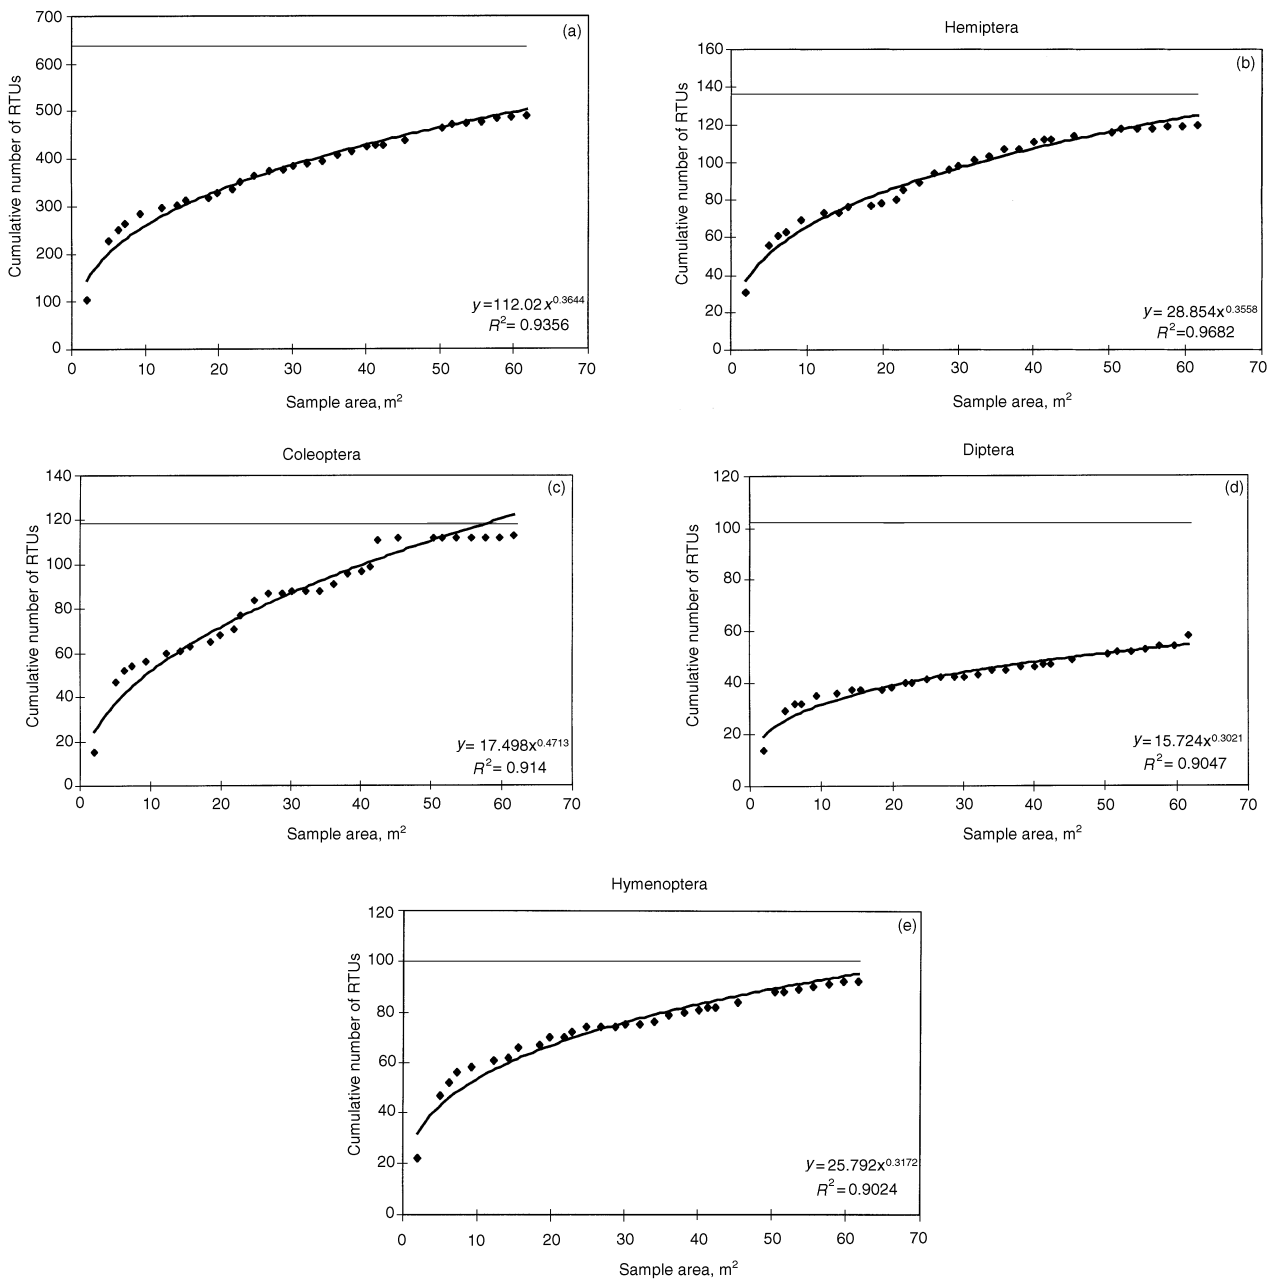 (a)
Cumulative number of RTUs
700
600
500
400
300
200
100
0
0 10 20 30 40 50 60 70
Sample area, m²
y=112.02x^0.3644
R²= 0.9356
Hemiptera
(b)
Cumulative number of RTUs
160
140
120
100
80
60
40
20
0
0 10 20 30 40 50 60 70
Sample area, m²
y= 28.854x^0.3558
R²=0.9682
Coleoptera
(c)
Cumulative number of RTUs
140
120
100
80
60
40
20
0
0 10 20 30 40 50 60 70
Sample area, m²
y= 17.498x^0.4713
R²= 0.914
Diptera
(d)
Cumulative number of RTUs
120
100
80
60
40
20
0
0 10 20 30 40 50 60 70
Sample area, m²
y=15.724x^0.3021
R²= 0.9047
Hymenoptera
(e)
Cumulative number of RTUs
120
100
80
60
40
20
0
0 10 20 30 40 50 60 70
Sample area, m²
y=25.792x^0.3172
R²=0.9024